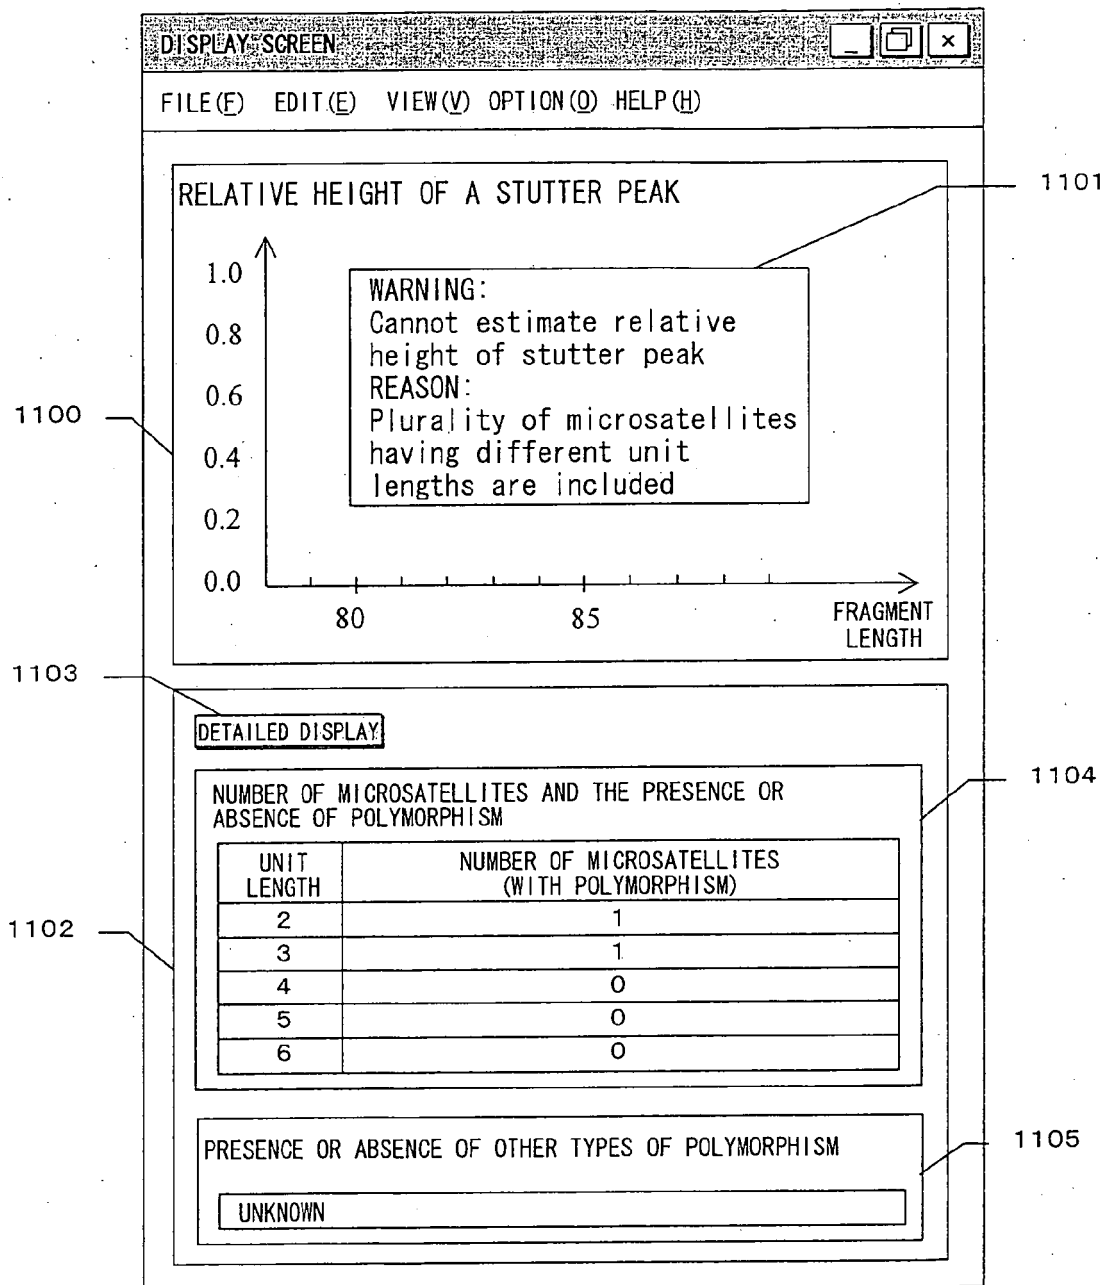 DISPLAY SCREEN
FILE(F) EDIT(E) VIEW(V) OPTION(O) HELP(H)
RELATIVE HEIGHT OF A STUTTER PEAK
1101
1.0
0.8
0.6
0.4
0.2
0.0
WARNING:
Cannot estimate relative
height of stutter peak
REASON:
Plurality of microsatellites
having different unit
lengths are included
1100
80 85
FRAGMENT
LENGTH
1103
DETAILED DISPLAY
1104
NUMBER OF MICROSATELLITES AND THE PRESENCE OR
ABSENCE OF POLYMORPHISM
UNIT
LENGTH
NUMBER OF MICROSATELLITES
(WITH POLYMORPHISM)
2 1
3 1
4 0
5 0
6 0
1102
1105
PRESENCE OR ABSENCE OF OTHER TYPES OF POLYMORPHISM
UNKNOWN